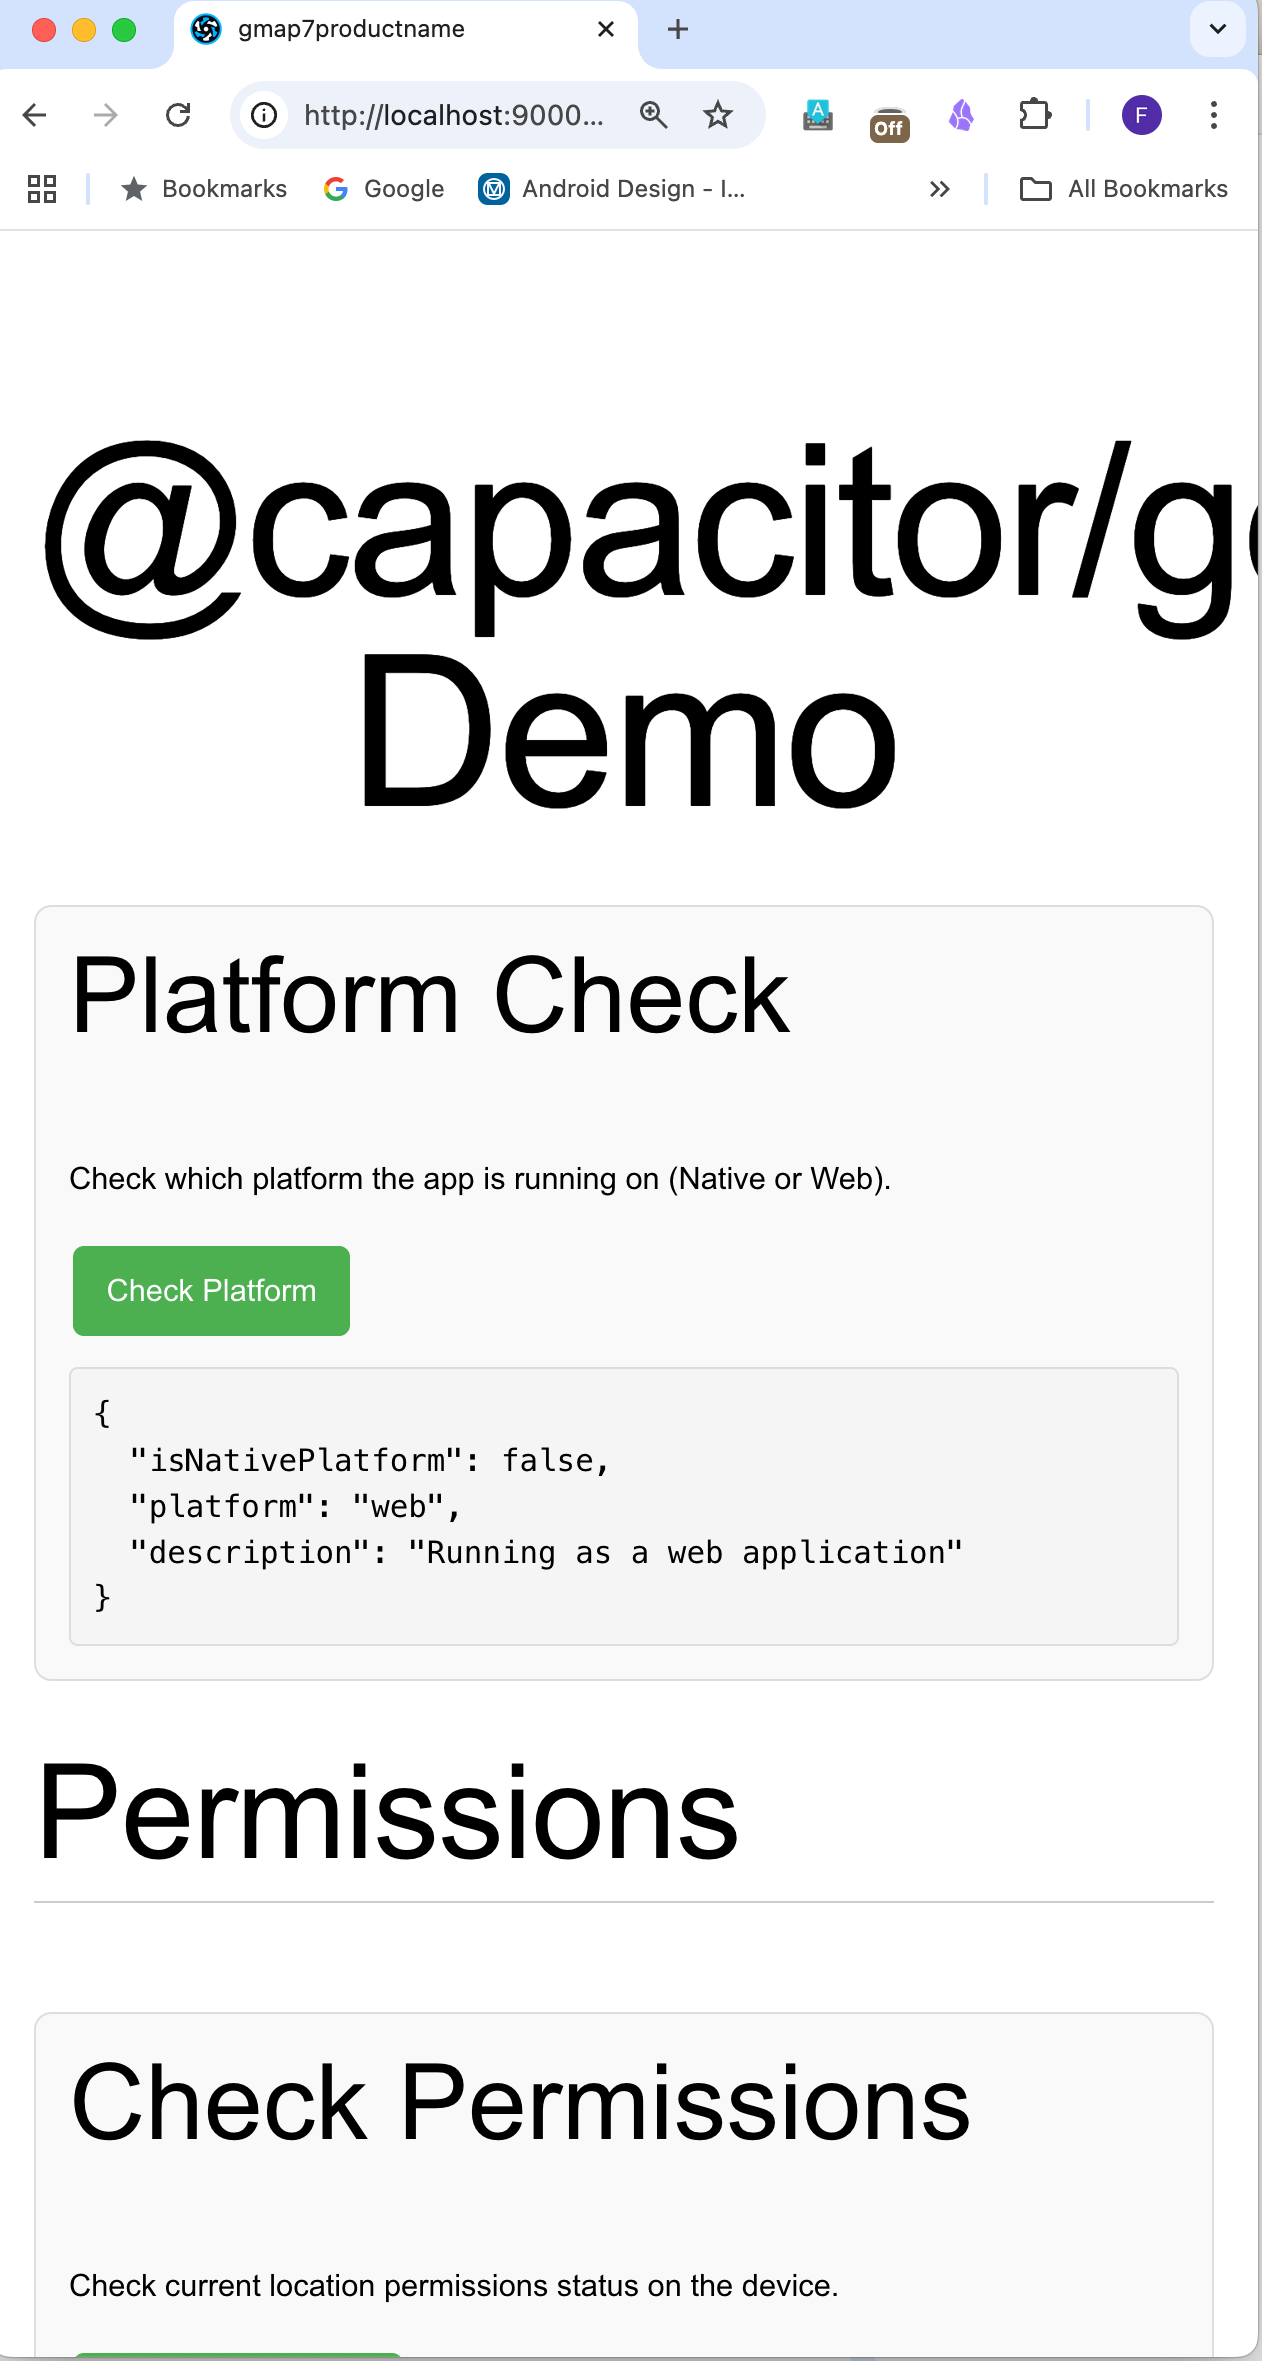 gmap7productname
http://localhost:9000...
A
Off
F
Bookmarks
Google
Android Design - I...
All Bookmarks
@capacitor/g
Demo
Platform Check
Check which platform the app is running on (Native or Web).
Check Platform
{
"isNativePlatform": false,
"platform": "web",
"description": "Running as a web application"
}
Permissions
Check Permissions
Check current location permissions status on the device.